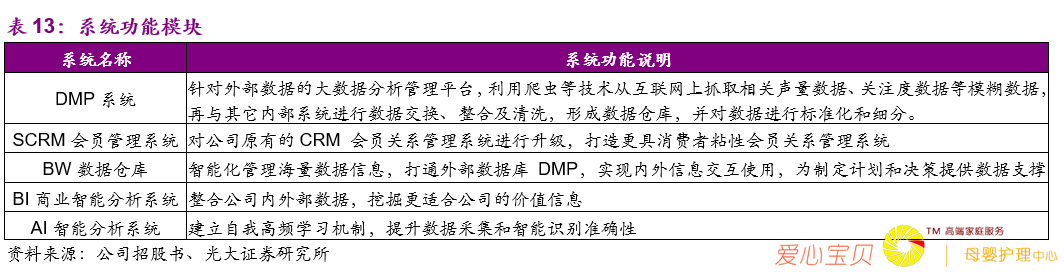 表 13：系统功能模块
系统名称 系统功能说明
DMP 系统 针对外部数据的大数据分析管理平台，利用爬虫等技术从互联网上抓取相关声量数据、关注度数据等模糊数据，
再与其它内部系统进行数据交换、整合及清洗，形成数据仓库，并对数据进行标准化和细分。
SCRM 会员管理系统 对公司原有的 CRM 会员关系管理系统进行升级，打造更具消费者粘性会员关系管理系统
BW 数据仓库 智能化管理海量数据信息，打通外部数据库 DMP，实现内外信息交互使用，为制定计划和决策提供数据支撑
BI 商业智能分析系统 整合公司内外部数据，挖掘更适合公司的价值信息
AI 智能分析系统 建立自我高频学习机制，提升数据采集和智能识别准确性
资料来源：公司招股书、光大证券研究所
爱心宝贝 TM 高端家庭服务
母婴护理中心